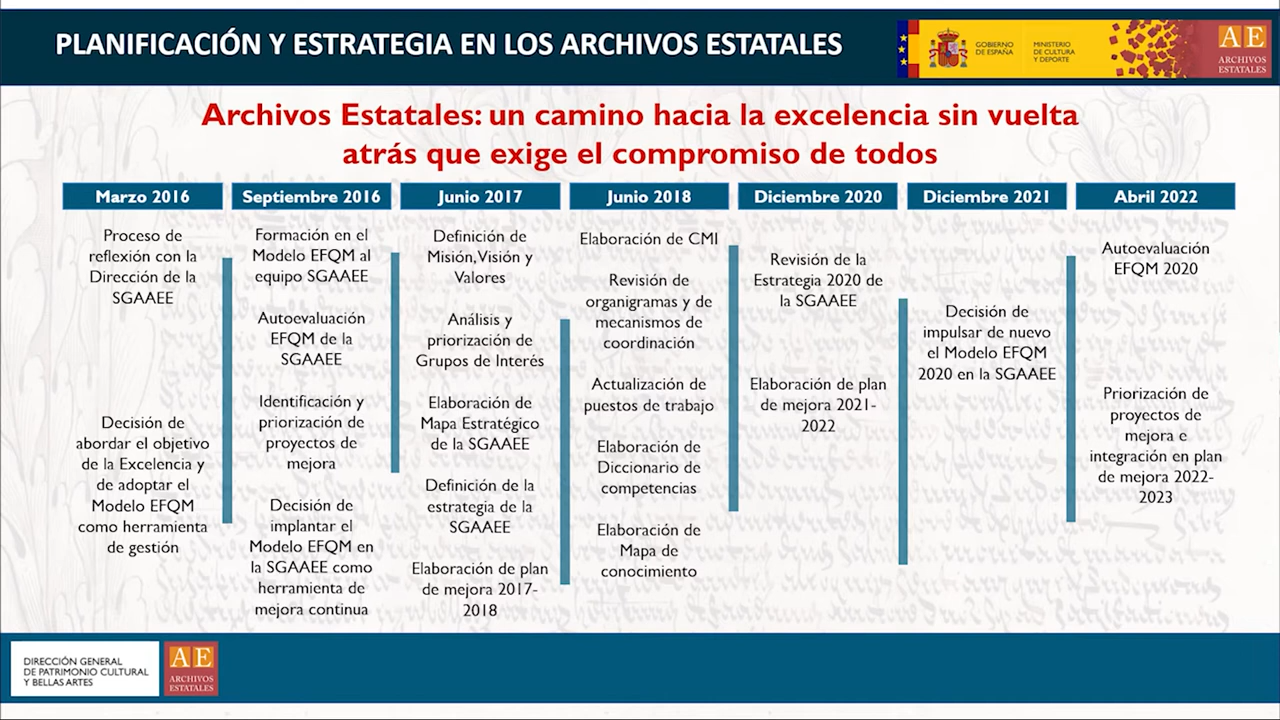 PLANIFICACIÓN Y ESTRATEGIA EN LOS ARCHIVOS ESTATALES
GOBIERNO
DE ESPAÑA
MINISTERIO
DE CULTURA
Y DEPORTE
AE
ARCHIVOS
ESTATALES
Archivos Estatales: un camino hacia la excelencia sin vuelta
atrás que exige el compromiso de todos
Marzo 2016
Proceso de
reflexión con la
Dirección de la
SGAAEE
Decisión de
abordar el objetivo
de la Excelencia y
de adoptar el
Modelo EFQM
como herramienta
de gestión
Septiembre 2016
Formación en el
Modelo EFQM al
equipo SGAAEE
Autoevaluación
EFQM de la
SGAAEE
Identificación y
priorización de
proyectos de
mejora
Decisión de
implantar el
Modelo EFQM en
la SGAAEE como
herramienta de
mejora continua
Junio 2017
Definición de
Misión, Visión y
Valores
Análisis y
priorización de
Grupos de Interés
Elaboración de
Mapa Estratégico
de la SGAAEE
Definición de la
estrategia de la
SGAAEE
Elaboración de plan
de mejora 2017-
2018
Junio 2018
Elaboración de CMI
Revisión de
organigramas y de
mecanismos de
coordinación
Actualización de
puestos de trabajo
Elaboración de
Diccionario de
competencias
Elaboración de
Mapa de
conocimiento
Diciembre 2020
Revisión de la
Estrategia 2020 de
la SGAAEE
Elaboración de plan
de mejora 2021-
2022
Diciembre 2021
Decisión de
impulsar de nuevo
el Modelo EFQM
2020 en la SGAAEE
Abril 2022
Autoevaluación
EFQM 2020
Priorización de
proyectos de
mejora e
integración en plan
de mejora 2022-
2023
DIRECCIÓN GENERAL
DE PATRIMONIO CULTURAL
Y BELLAS ARTES
AE
ARCHIVOS
ESTATALES